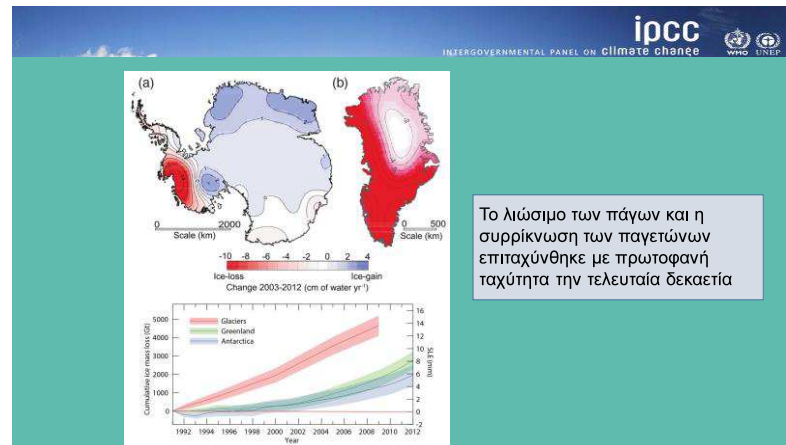 ipcc
INTERGOVERNMENTAL PANEL ON climate change
WMO UNEP
(a) (b)
0 2000
Scale (km)
0 500
Scale (km)
-10 -8 -6 -4 -2 0 2 4
Ice-loss Ice-gain
Change 2003-2012 (cm of water yr⁻¹)
Το λιώσιμο των πάγων και η
συρρίκνωση των παγετώνων
επιταχύνθηκε με πρωτοφανή
ταχύτητα την τελευταία δεκαετία
Cumulative ice mass loss (Gt)
5000
4000
3000
2000
1000
0
Glaciers
Greenland
Antarctica
16
14
12
10
8
6
4
2
0
-2
SLE (mm)
1992 1994 1996 1998 2000 2002 2004 2006 2008 2010 2012
Year